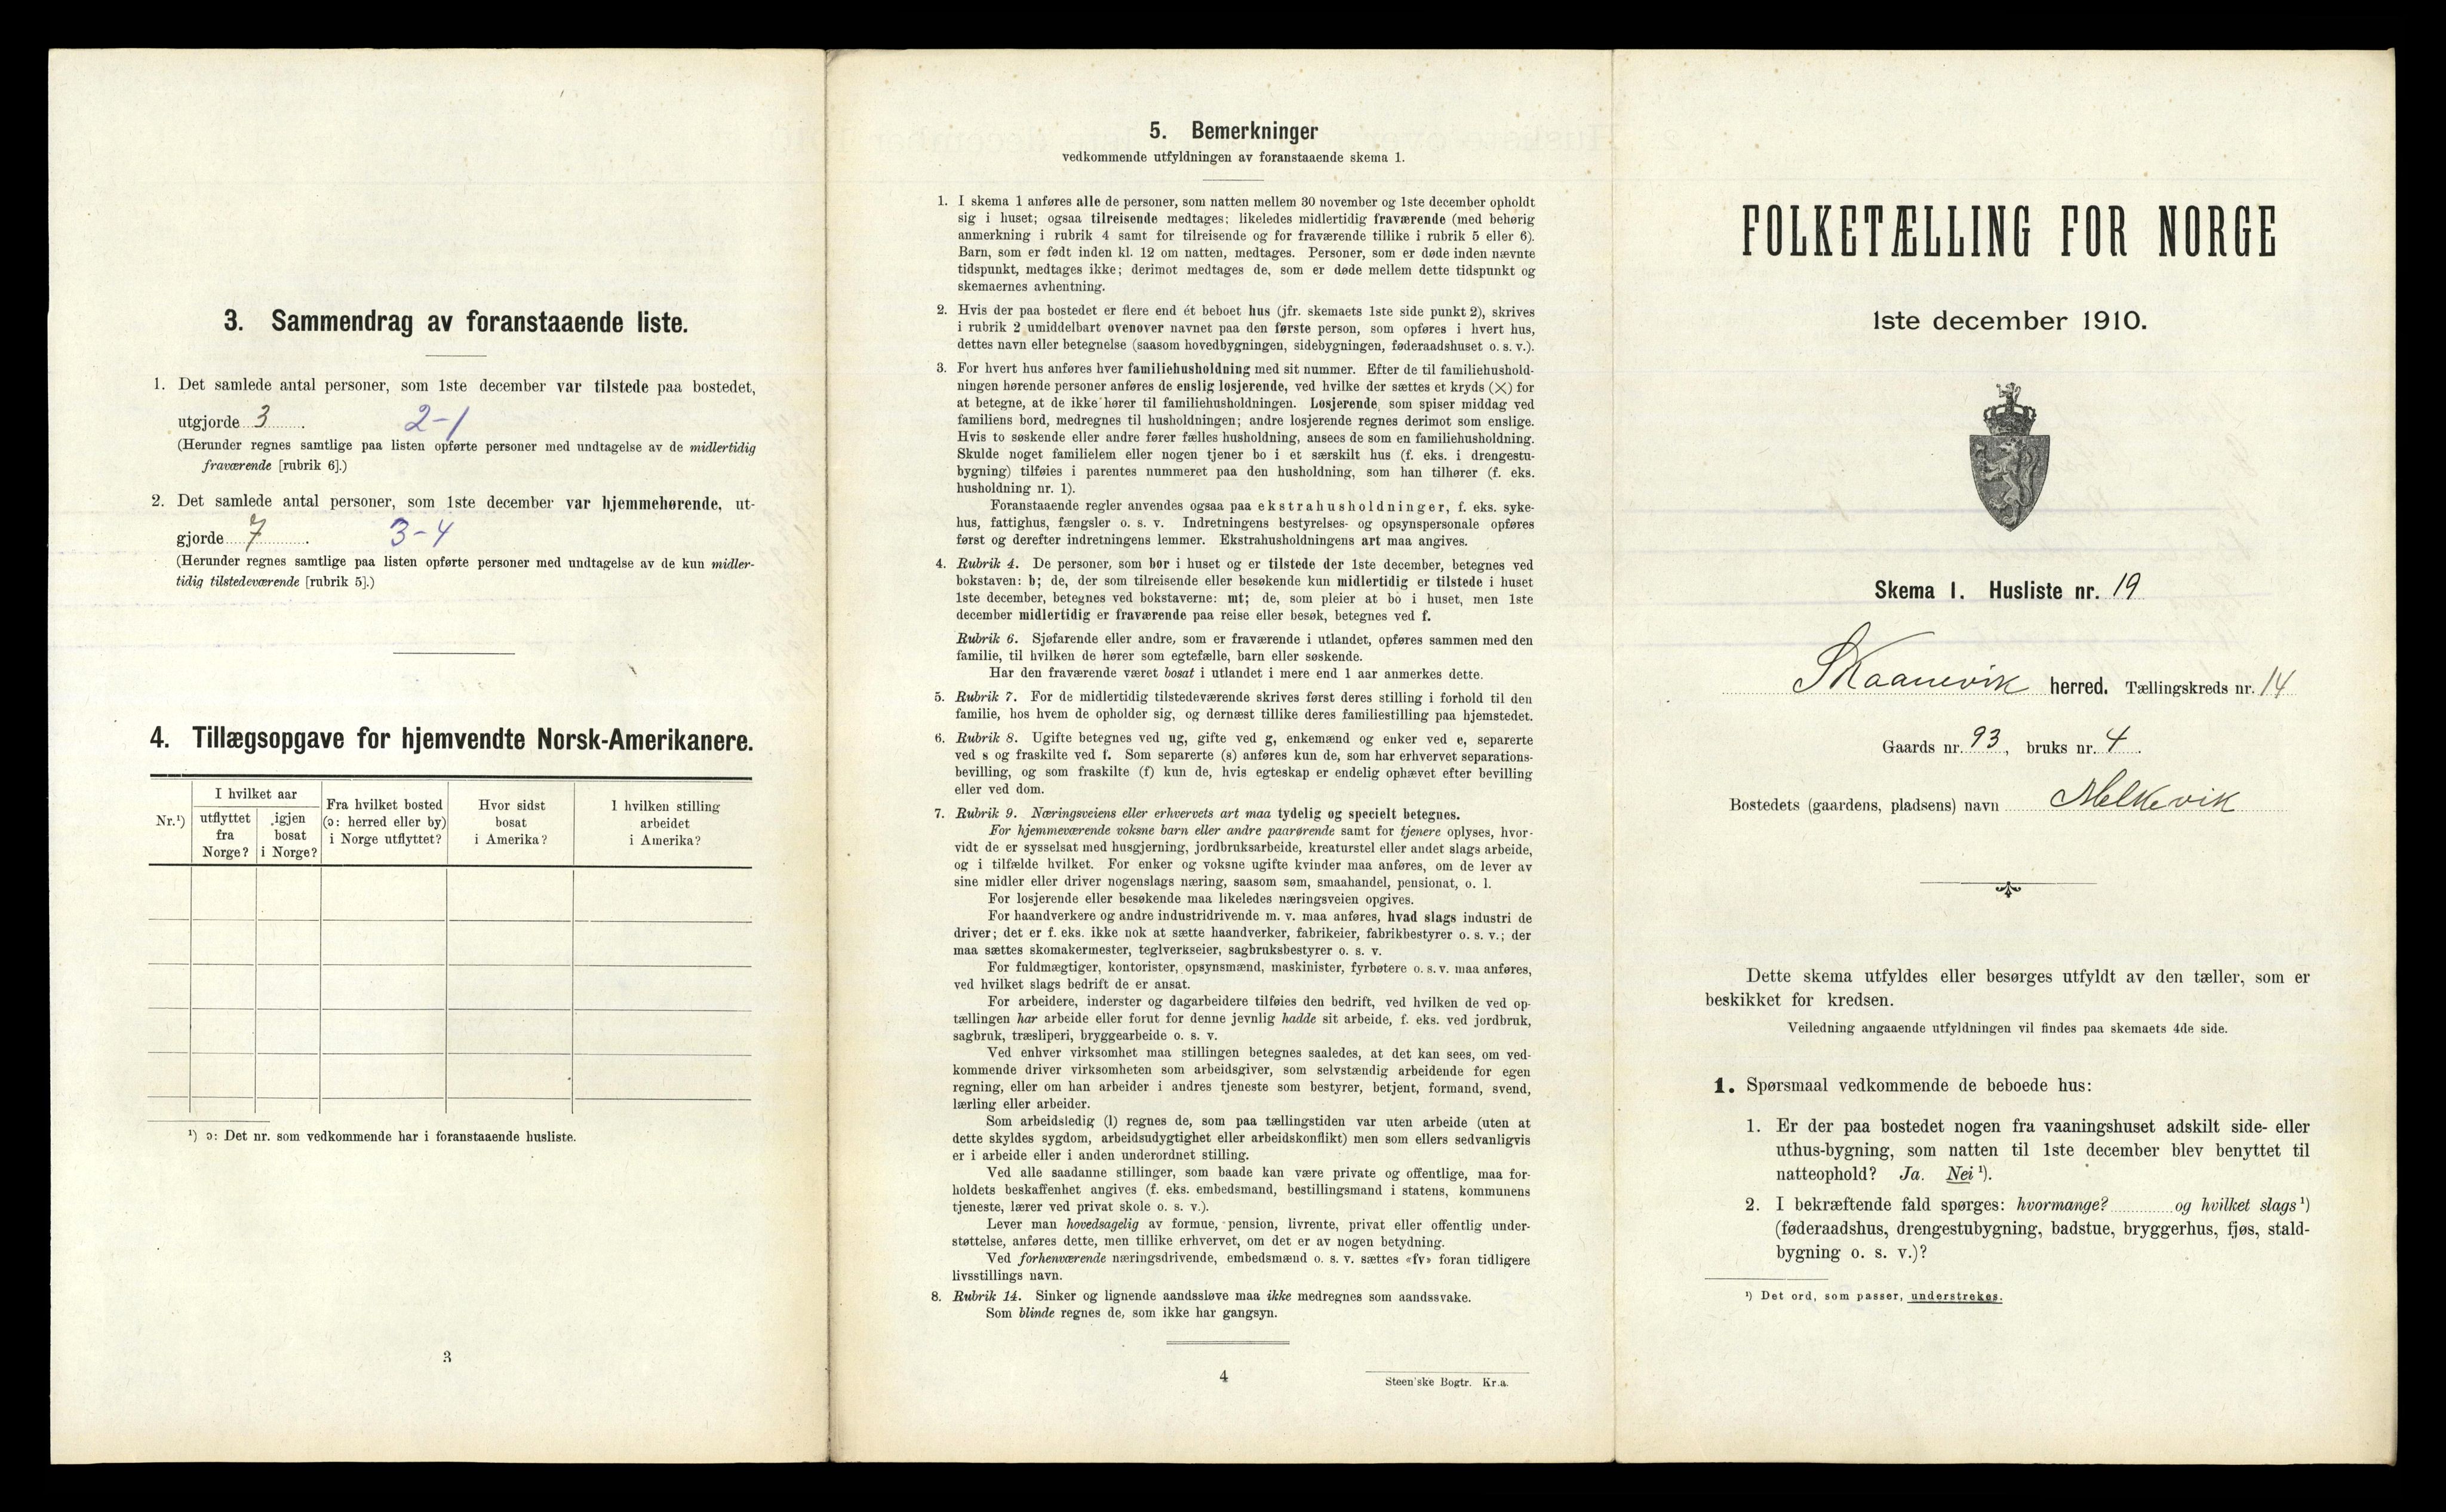 3. Sammendrag av foranstaaende liste.
1. Det samlede antal personer, som 1ste december var tilstede paa bostedet,
utgjorde 3. 2-1
(Herunder regnes samtlige paa listen opførte personer med undtagelse av de midlertidig
fraværende [rubrik 6].)
2. Det samlede antal personer, som 1ste december var hjemmehørende, ut-
gjorde 7. 3-4
(Herunder regnes samtlige paa listen opførte personer med undtagelse av de kun midler-
tidig tilstedeværende [rubrik 5].)
4. Tillægsopgave for hjemvendte Norsk-Amerikanere.
Nr.¹)
I hvilket aar
utflyttet
fra
Norge?
igjen
bosat
i Norge?
Fra hvilket bosted
(ɔ: herred eller by)
i Norge utflyttet?
Hvor sidst
bosat
i Amerika?
I hvilken stilling
arbeidet
i Amerika?
¹) ɔ: Det nr. som vedkommende har i foranstaaende husliste.
3
5. Bemerkninger
vedkommende utfyldningen av foranstaaende skema 1.
1. I skema 1 anføres alle de personer, som natten mellem 30 november og 1ste december opholdt
sig i huset; ogsaa tilreisende medtages; likeledes midlertidig fraværende (med behørig
anmerkning i rubrik 4 samt for tilreisende og for fraværende tillike i rubrik 5 eller 6).
Barn, som er født inden kl. 12 om natten, medtages. Personer, som er døde inden nævnte
tidspunkt, medtages ikke; derimot medtages de, som er døde mellem dette tidspunkt og
skemaernes avhentning.
2. Hvis der paa bostedet er flere end ét beboet hus (jfr. skemaets 1ste side punkt 2), skrives
i rubrik 2 umiddelbart ovenover navnet paa den første person, som opføres i hvert hus,
dettes navn eller betegnelse (saasom hovedbygningen, sidebygningen, føderaadshuset o. s. v.).
3. For hvert hus anføres hver familiehusholdning med sit nummer. Efter de til familiehushold-
ningen hørende personer anføres de enslig losjerende, ved hvilke der sættes et kryds (×) for
at betegne, at de ikke hører til familiehusholdningen. Losjerende, som spiser middag ved
familiens bord, medregnes til husholdningen; andre losjerende regnes derimot som enslige.
Hvis to søskende eller andre fører fælles husholdning, ansees de som en familiehusholdning.
Skulde noget familielem eller nogen tjener bo i et særskilt hus (f. eks. i drengestu-
bygning) tilføies i parentes nummeret paa den husholdning, som han tilhører (f. eks.
husholdning nr. 1).
Foranstaaende regler anvendes ogsaa paa ekstrahusholdninger, f. eks. syke-
hus, fattighus, fængsler o. s. v. Indretningens bestyrelses- og opsynspersonale opføres
først og derefter indretningens lemmer. Ekstrahusholdningens art maa angives.
4. Rubrik 4. De personer, som bor i huset og er tilstede der 1ste december, betegnes ved
bokstaven: b; de, der som tilreisende eller besøkende kun midlertidig er tilstede i huset
1ste december, betegnes ved bokstaverne: mt; de, som pleier at bo i huset, men 1ste
december midlertidig er fraværende paa reise eller besøk, betegnes ved f.
Rubrik 6. Sjøfarende eller andre, som er fraværende i utlandet, opføres sammen med den
familie, til hvilken de hører som egtefælle, barn eller søskende.
Har den fraværende været bosat i utlandet i mere end 1 aar anmerkes dette.
5. Rubrik 7. For de midlertidig tilstedeværende skrives først deres stilling i forhold til den
familie, hos hvem de opholder sig, og dernæst tillike deres familiestilling paa hjemstedet.
6. Rubrik 8. Ugifte betegnes ved ug, gifte ved g, enkemænd og enker ved e, separerte
ved s og fraskilte ved f. Som separerte (s) anføres kun de, som har erhvervet separations-
bevilling, og som fraskilte (f) kun de, hvis egteskap er endelig ophævet efter bevilling
eller ved dom.
7. Rubrik 9. Næringsveiens eller erhvervets art maa tydelig og specielt betegnes.
For hjemmeværende voksne barn eller andre paarørende samt for tjenere oplyses, hvor-
vidt de er sysselsat med husgjerning, jordbruksarbeide, kreaturstel eller andet slags arbeide,
og i tilfælde hvilket. For enker og voksne ugifte kvinder maa anføres, om de lever av
sine midler eller driver nogenslags næring, saasom søm, smaahandel, pensionat, o. l.
For losjerende eller besøkende maa likeledes næringsveien opgives.
For haandverkere og andre industridrivende m. v. maa anføres, hvad slags industri de
driver; det er f. eks. ikke nok at sætte haandverker, fabrikeier, fabrikbestyrer o. s. v.; der
maa sættes skomakermester, teglverkseier, sagbruksbestyrer o. s. v.
For fuldmægtiger, kontorister, opsynsmænd, maskinister, fyrbøtere o. s. v. maa anføres,
ved hvilket slags bedrift de er ansat.
For arbeidere, inderster og dagarbeidere tilføies den bedrift, ved hvilken de ved op-
tællingen har arbeide eller forut for denne jevnlig hadde sit arbeide, f. eks. ved jordbruk,
sagbruk, træsliperi, bryggearbeide o. s. v.
Ved enhver virksomhet maa stillingen betegnes saaledes, at det kan sees, om ved-
kommende driver virksomheten som arbeidsgiver, som selvstændig arbeidende for egen
regning, eller om han arbeider i andres tjeneste som bestyrer, betjent, formand, svend,
lærling eller arbeider.
Som arbeidsledig (l) regnes de, som paa tællingstiden var uten arbeide (uten at
dette skyldes sygdom, arbeidsudygtighet eller arbeidskonflikt) men som ellers sedvanligvis
er i arbeide eller i anden underordnet stilling.
Ved alle saadanne stillinger, som baade kan være private og offentlige, maa for-
holdets beskaffenhet angives (f. eks. embedsmand, bestillingsmand i statens, kommunens
tjeneste, lærer ved privat skole o. s. v.).
Lever man hovedsagelig av formue, pension, livrente, privat eller offentlig under-
støttelse, anføres dette, men tillike erhvervet, om det er av nogen betydning.
Ved forhenværende næringsdrivende, embedsmænd o. s. v. sættes «fv» foran tidligere
livsstillings navn.
8. Rubrik 14. Sinker og lignende aandssløve maa ikke medregnes som aandssvake.
Som blinde regnes de, som ikke har gangsyn.
4
Steen'ske Bogtr. Kr.a.
FOLKETÆLLING FOR NORGE
1ste december 1910.
Skema 1. Husliste nr. 19
Skaanevik herred. Tællingskreds nr. 14
Gaards nr. 93, bruks nr. 4.
Bostedets (gaardens, pladsens) navn Melkevik
Dette skema utfyldes eller besørges utfyldt av den tæller, som er
beskikket for kredsen.
Veiledning angaaende utfyldningen vil findes paa skemaets 4de side.
1. Spørsmaal vedkommende de beboede hus:
1. Er der paa bostedet nogen fra vaaningshuset adskilt side- eller
uthus-bygning, som natten til 1ste december blev benyttet til
natteophold? Ja. Nei ¹).
2. I bekræftende fald spørges: hvormange? og hvilket slags ¹)
(føderaadshus, drengestubygning, badstue, bryggerhus, fjøs, stald-
bygning o. s. v.)?
¹) Det ord, som passer, understrekes.